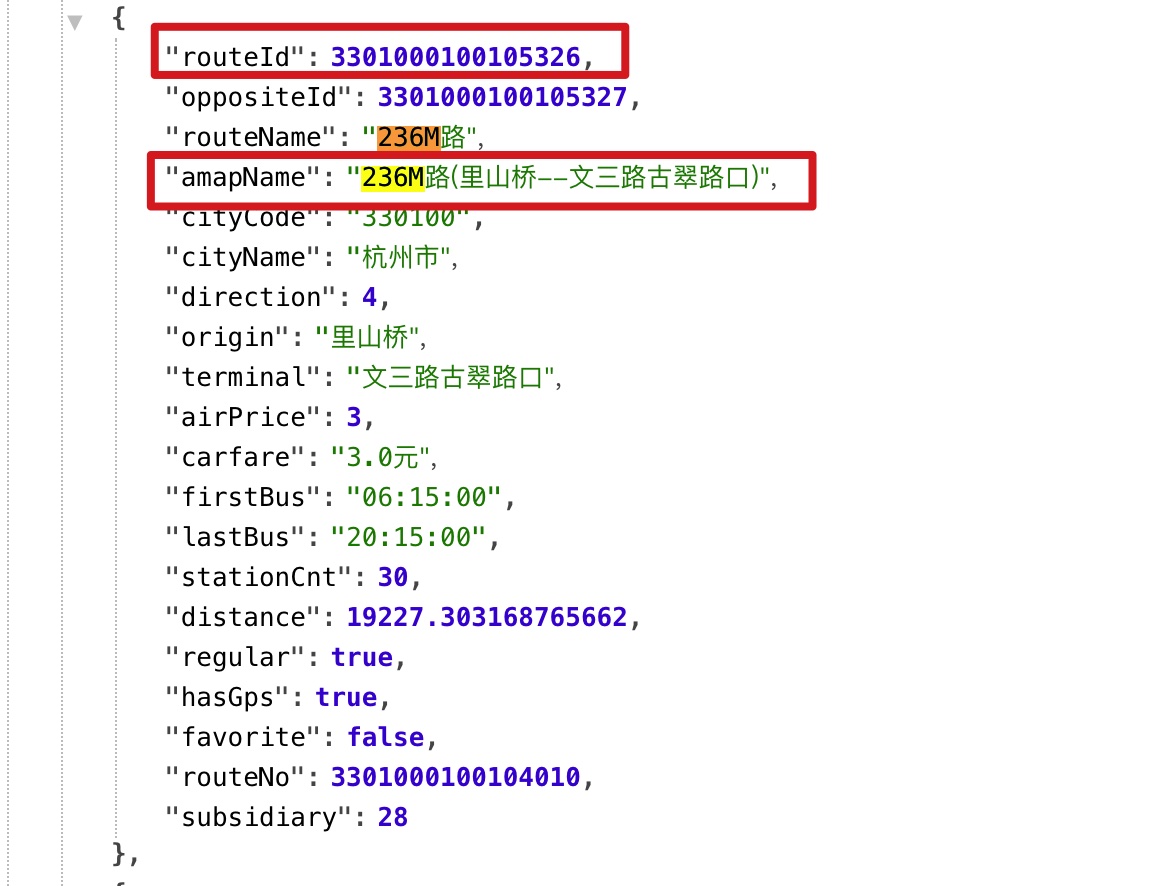 {
"routeId": 3301000100105326,
"oppositeId": 3301000100105327,
"routeName": "236M路",
"amapName": "236M路(里山桥--文三路古翠路口)",
"cityCode": "330100",
"cityName": "杭州市",
"direction": 4,
"origin": "里山桥",
"terminal": "文三路古翠路口",
"airPrice": 3,
"carfare": "3.0元",
"firstBus": "06:15:00",
"lastBus": "20:15:00",
"stationCnt": 30,
"distance": 19227.303168765662,
"regular": true,
"hasGps": true,
"favorite": false,
"routeNo": 3301000100104010,
"subsidiary": 28
},